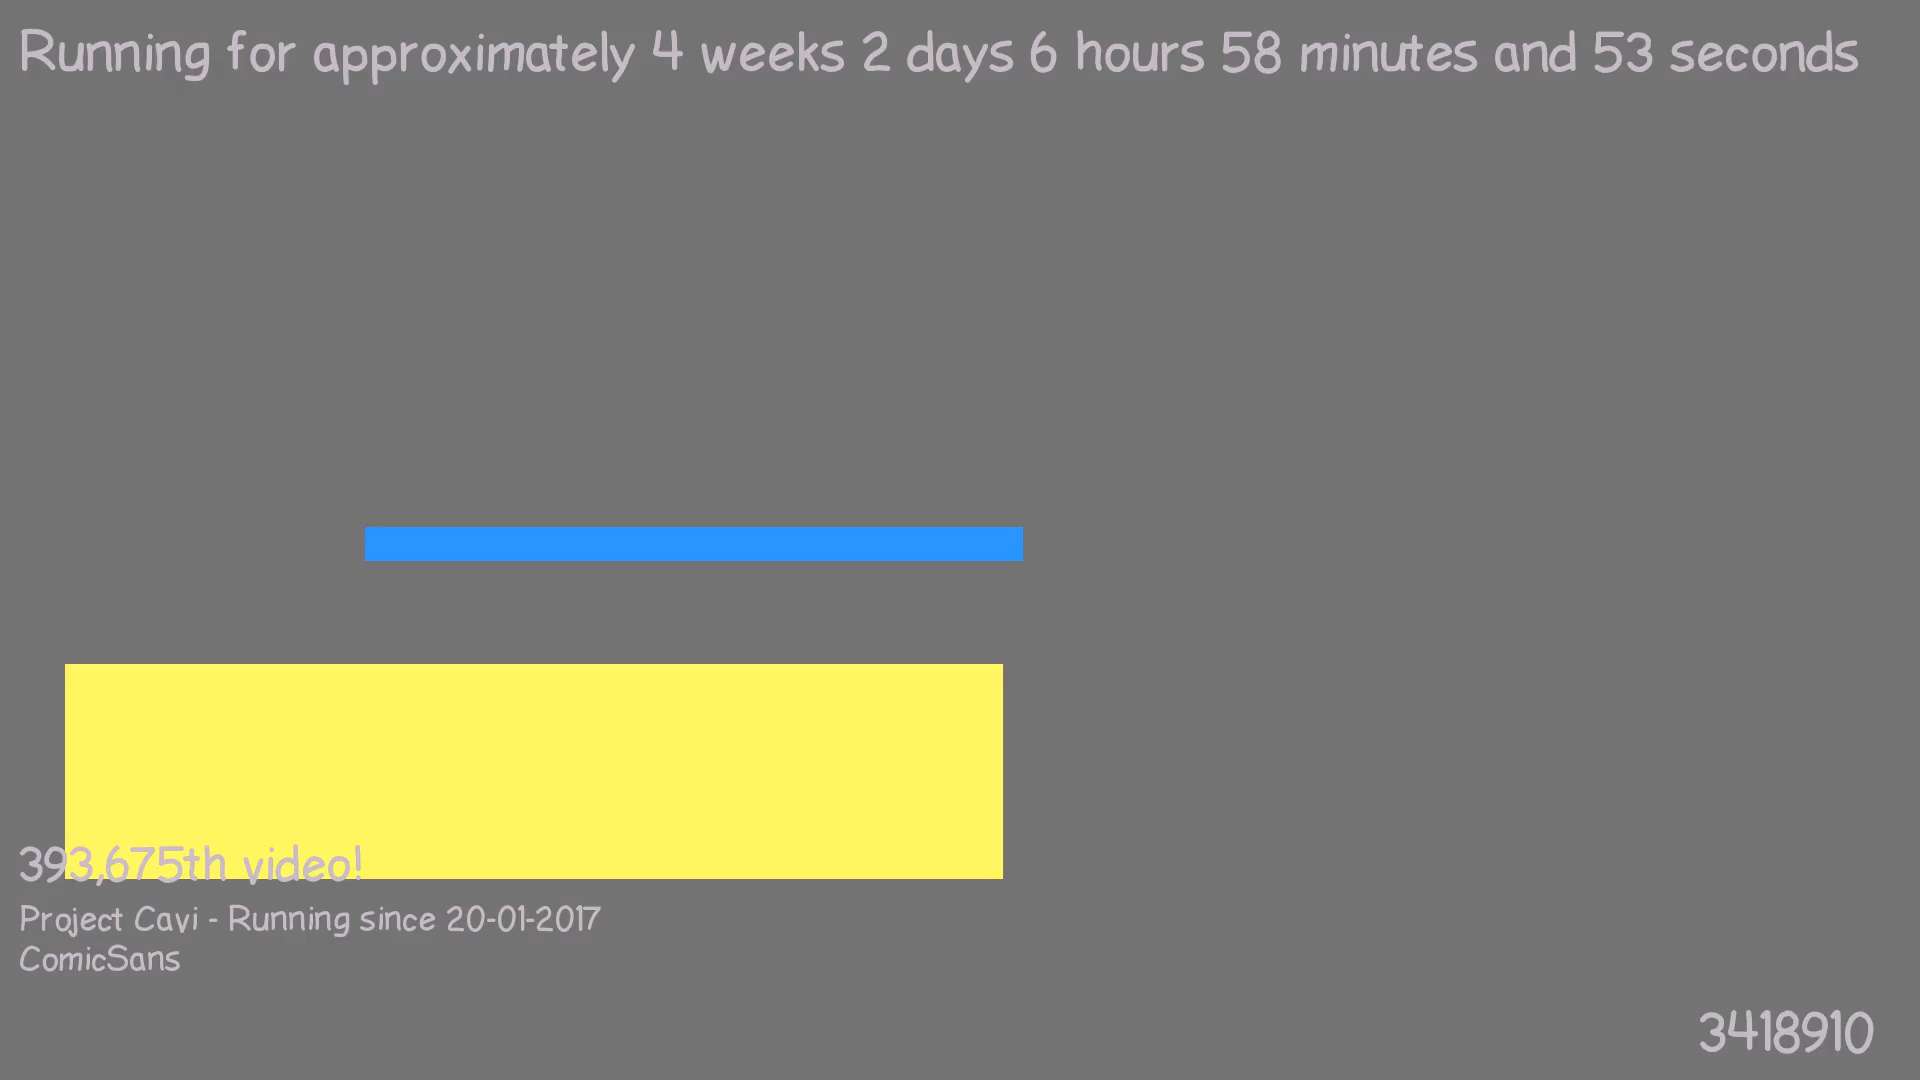 Running for approximately 4 weeks 2 days 6 hours 58 minutes and 53 seconds
393,675th video!
Project Cavi - Running since 20-01-2017
ComicSans
3418910